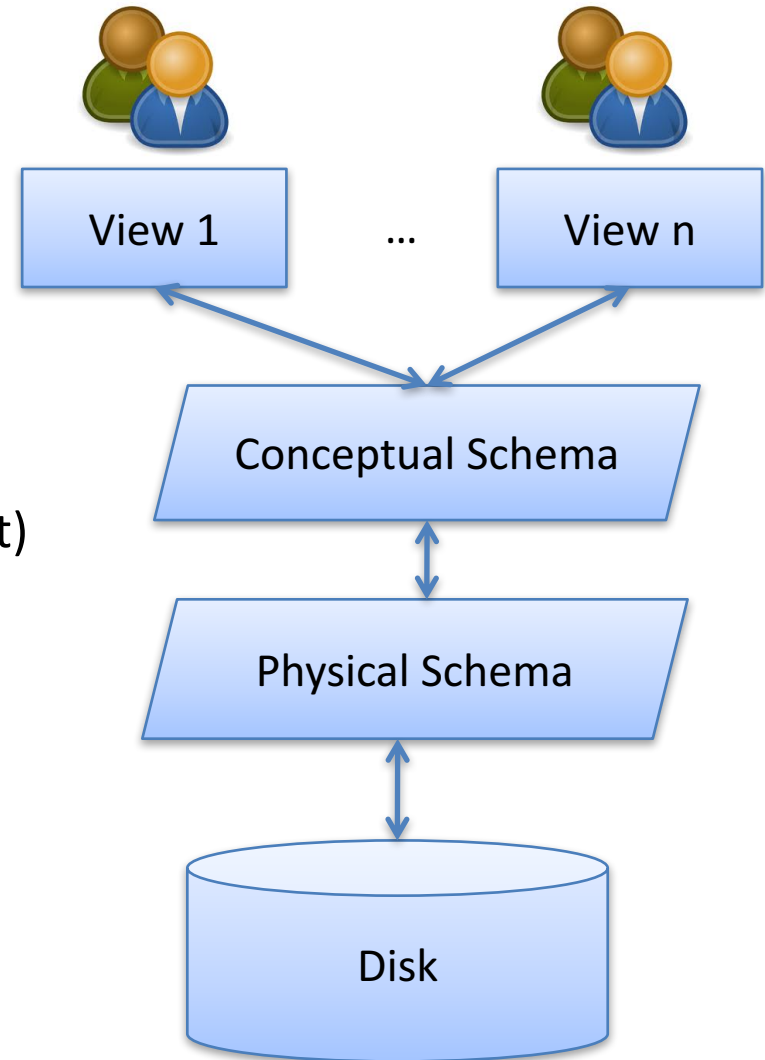 View 1
…
View n
Conceptual Schema
t)
Physical Schema
Disk